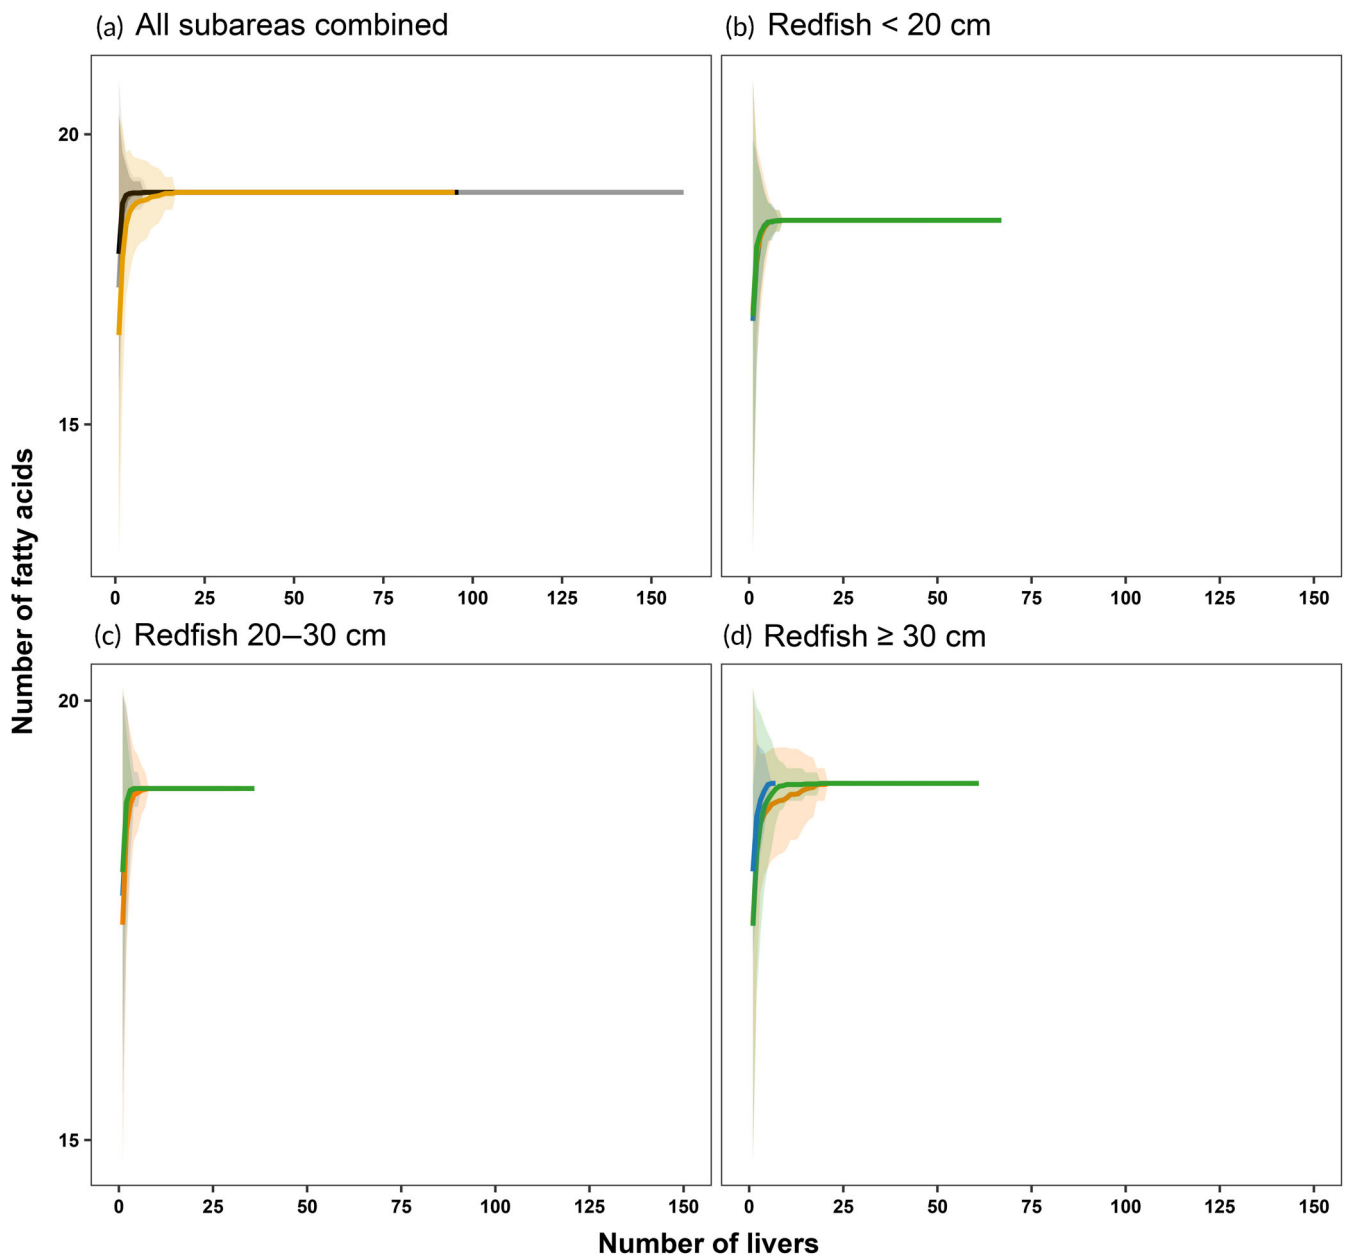 (a) All subareas combined
(b) Redfish < 20 cm
20
15
0 25 50 75 100 125 150
0 25 50 75 100 125 150
(c) Redfish 20–30 cm
(d) Redfish ≥ 30 cm
Number of fatty acids
20
15
0 25 50 75 100 125 150
0 25 50 75 100 125 150
Number of livers